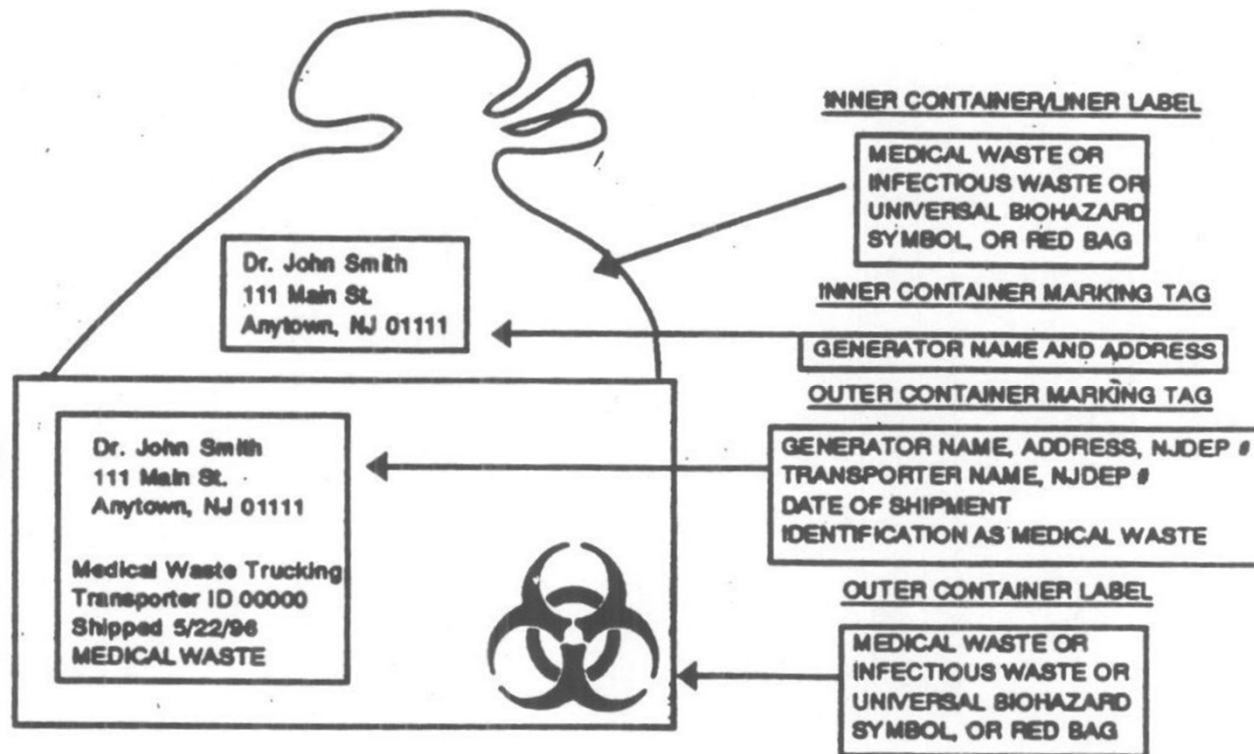 INNER CONTAINER/LINER LABEL
MEDICAL WASTE OR
INFECTIOUS WASTE OR
UNIVERSAL BIOHAZARD
SYMBOL, OR RED BAG
Dr. John Smith
111 Main St.
Anytown, NJ 01111
INNER CONTAINER MARKING TAG
GENERATOR NAME AND ADDRESS
OUTER CONTAINER MARKING TAG
Dr. John Smith
111 Main St.
Anytown, NJ 01111
Medical Waste Trucking
Transporter ID 00000
Shipped 5/22/96
MEDICAL WASTE
GENERATOR NAME, ADDRESS, NJDEP #
TRANSPORTER NAME, NJDEP #
DATE OF SHIPMENT
IDENTIFICATION AS MEDICAL WASTE
OUTER CONTAINER LABEL
MEDICAL WASTE OR
INFECTIOUS WASTE OR
UNIVERSAL BIOHAZARD
SYMBOL, OR RED BAG